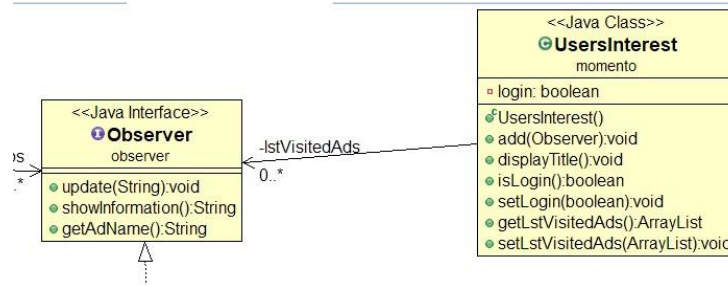 <<Java Class>>
UsersInterest
momento
login: boolean
UsersInterest()
add(Observer):void
displayTitle():void
isLogin():boolean
setLogin(boolean):void
getLstVisitedAds():ArrayList
setLstVisitedAds(ArrayList):void
-lstVisitedAds
0..*
<<Java Interface>>
Observer
observer
update(String):void
showInformation():String
getAdName():String